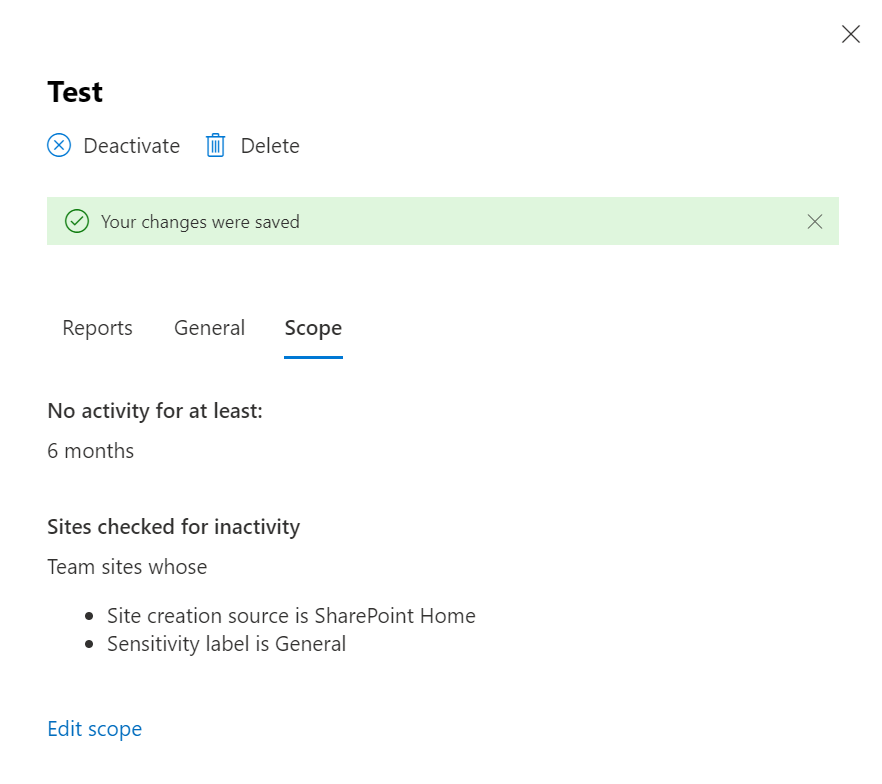 Test
Deactivate Delete
Your changes were saved
Reports General Scope
No activity for at least:
6 months
Sites checked for inactivity
Team sites whose
• Site creation source is SharePoint Home
• Sensitivity label is General
Edit scope